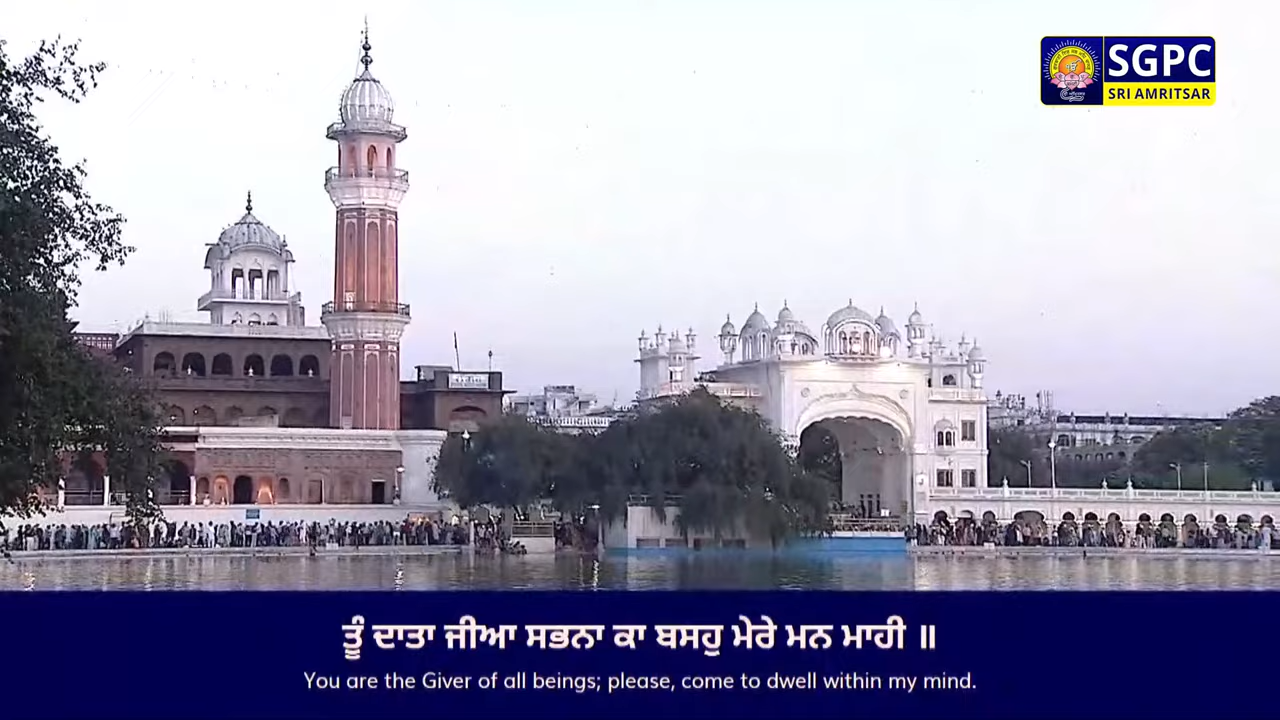 SGPC
SRI AMRITSAR
ਤੂੰ ਦਾਤਾ ਜੀਆ ਸਭਨਾ ਕਾ ਬਸਹੁ ਮੇਰੇ ਮਨ ਮਾਹੀ ॥
You are the Giver of all beings; please, come to dwell within my mind.